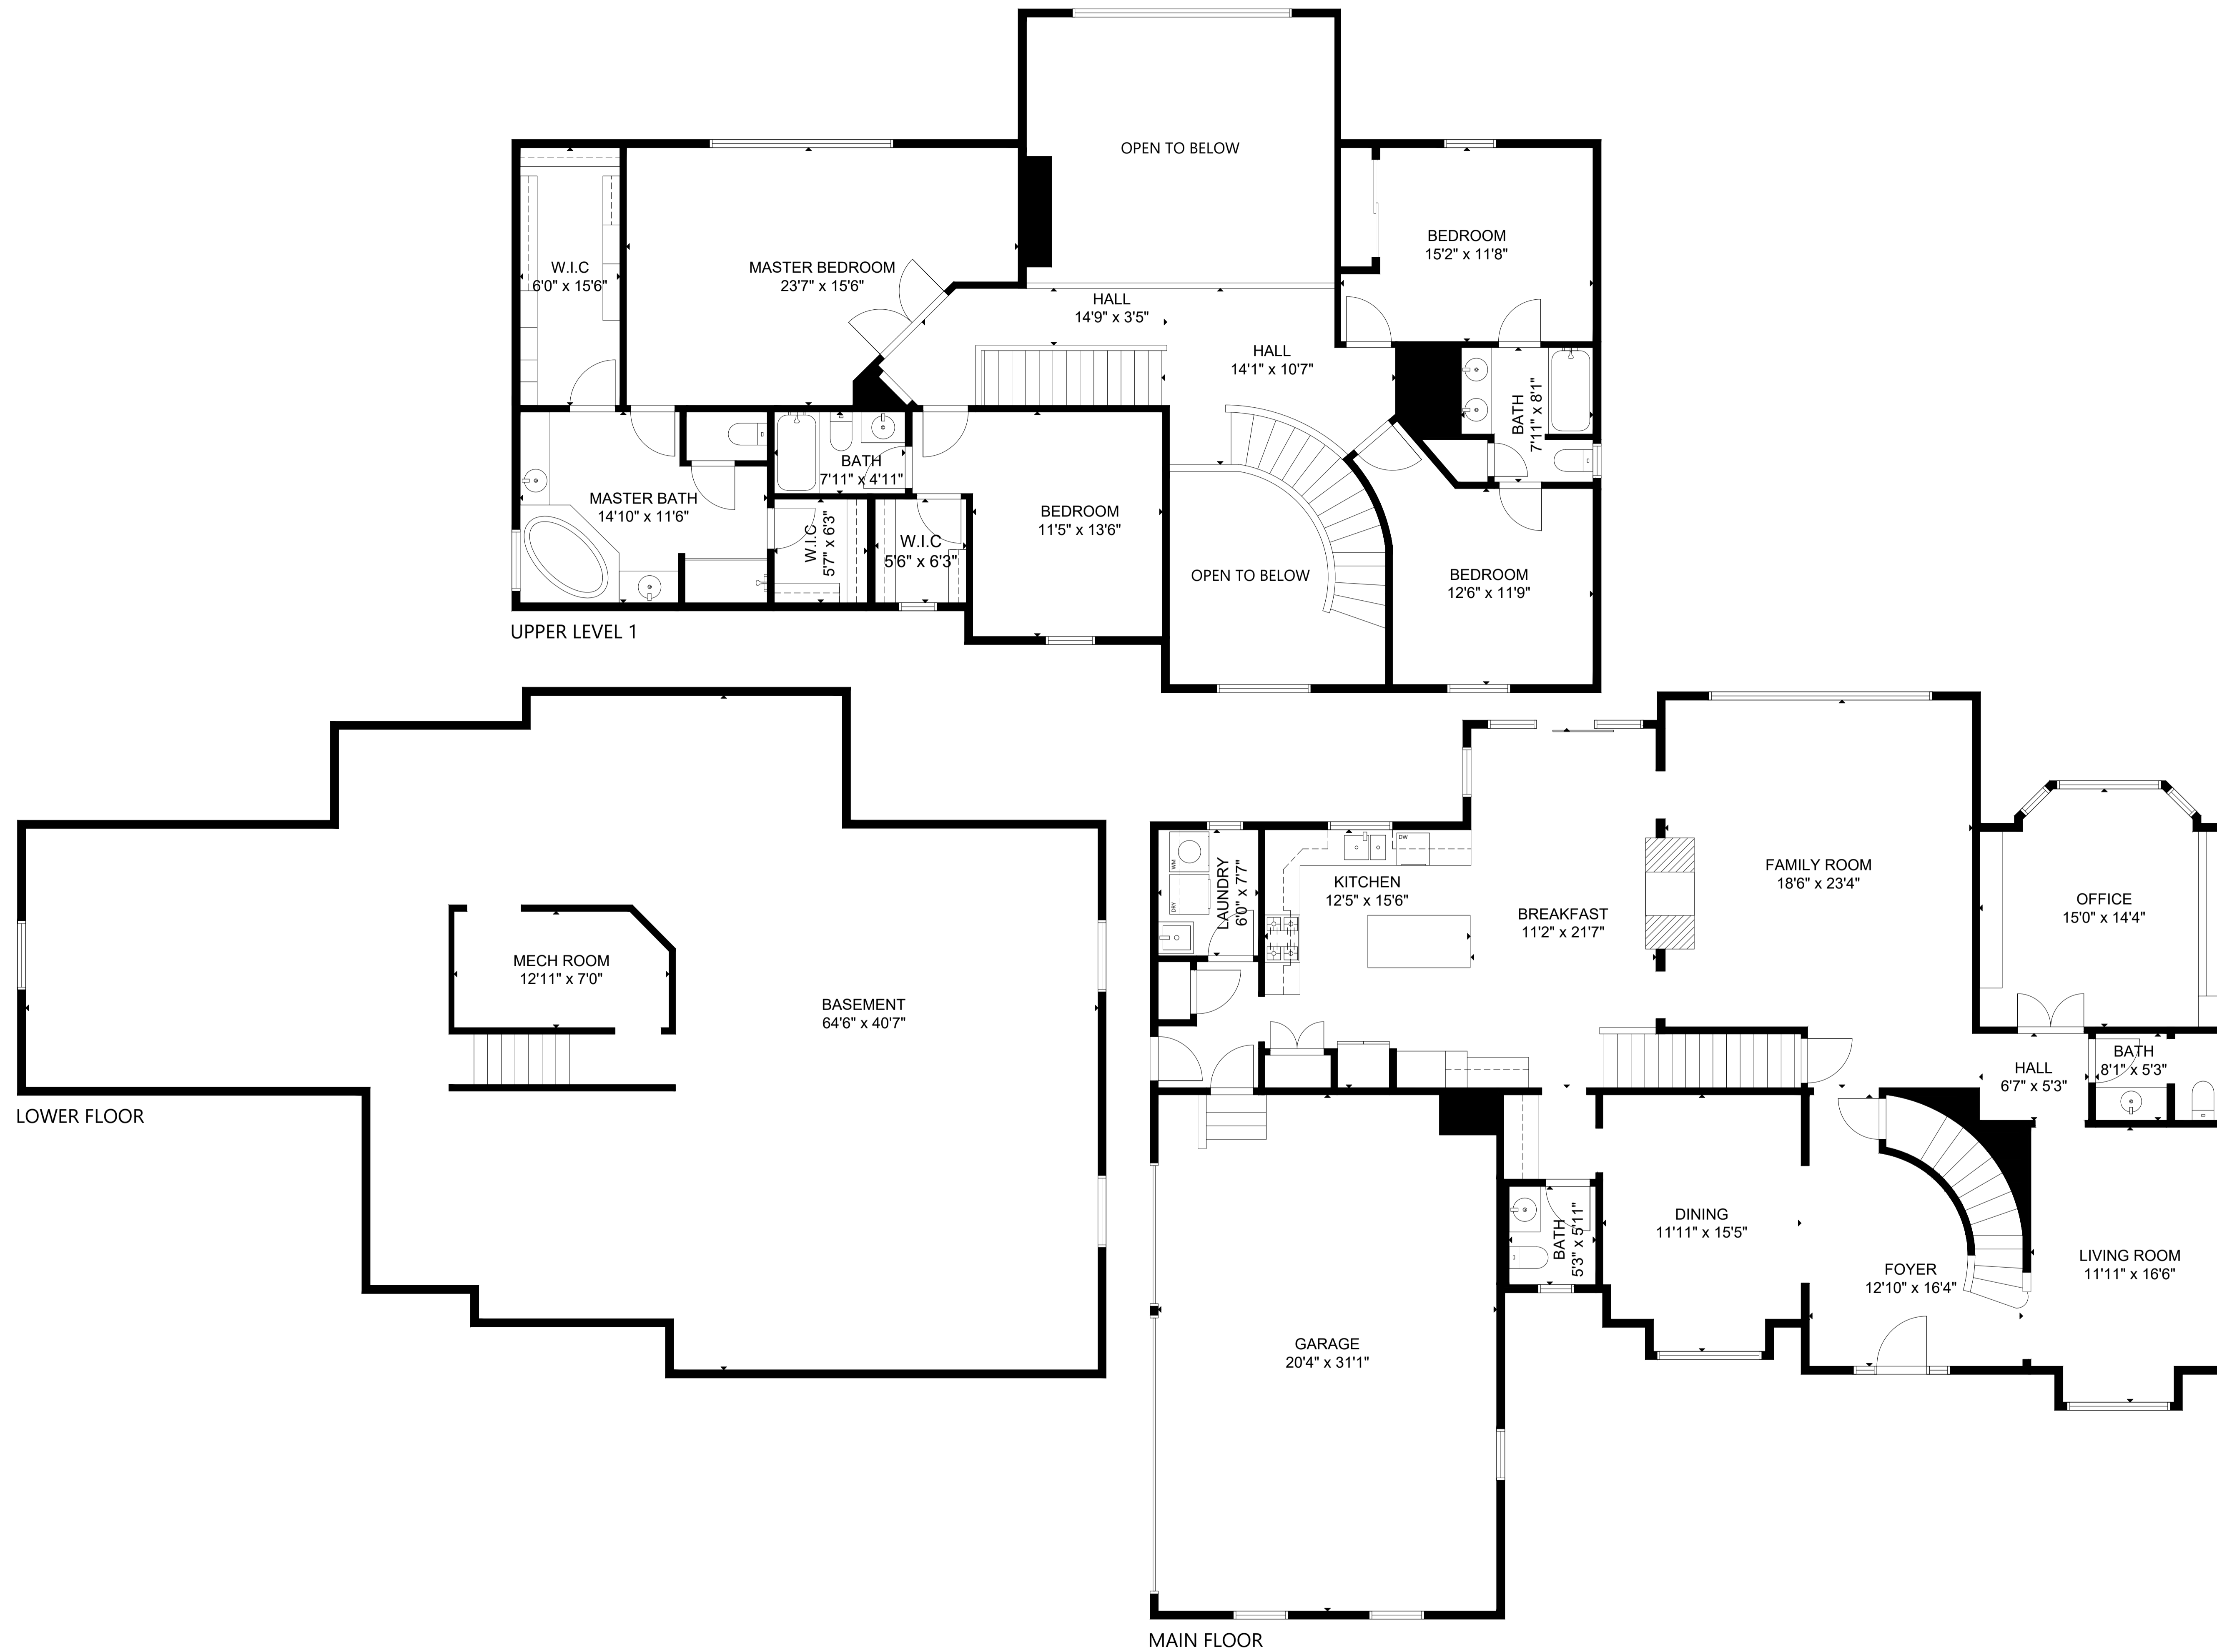 OPEN TO BELOW
BEDROOM
15'2" x 11'8"
W.I.C
6'0" x 15'6"
MASTER BEDROOM
23'7" x 15'6"
HALL
14'9" x 3'5"
HALL
14'1" x 10'7"
BATH
7'11" x 8'1"
BATH
7'11" x 4'11"
MASTER BATH
14'10" x 11'6"
W.I.C
5'7" x 6'3"
W.I.C
5'6" x 6'3"
BEDROOM
11'5" x 13'6"
OPEN TO BELOW
BEDROOM
12'6" x 11'9"
UPPER LEVEL 1
MECH ROOM
12'11" x 7'0"
BASEMENT
64'6" x 40'7"
LOWER FLOOR
WM
DRY
LAUNDRY
6'0" x 7'7"
DW
KITCHEN
12'5" x 15'6"
BREAKFAST
11'2" x 21'7"
FAMILY ROOM
18'6" x 23'4"
OFFICE
15'0" x 14'4"
HALL
6'7" x 5'3"
BATH
8'1" x 5'3"
DINING
11'11" x 15'5"
BATH
5'3" x 5'11"
FOYER
12'10" x 16'4"
LIVING ROOM
11'11" x 16'6"
GARAGE
20'4" x 31'1"
MAIN FLOOR